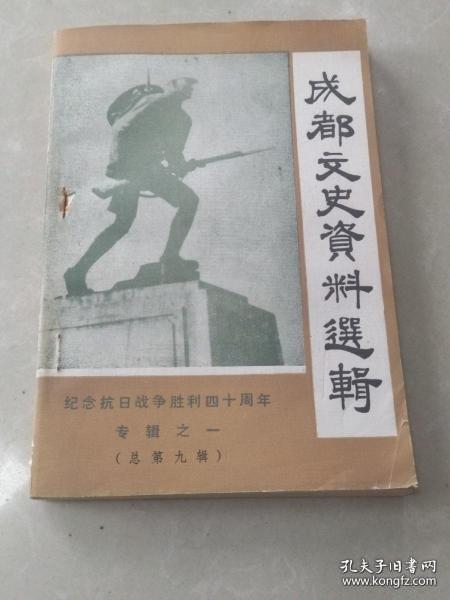 成都文史資料選輯
纪念抗日战争胜利四十周年
专辑之一
（总第九辑）
孔夫子旧书网
www.kongfz.com